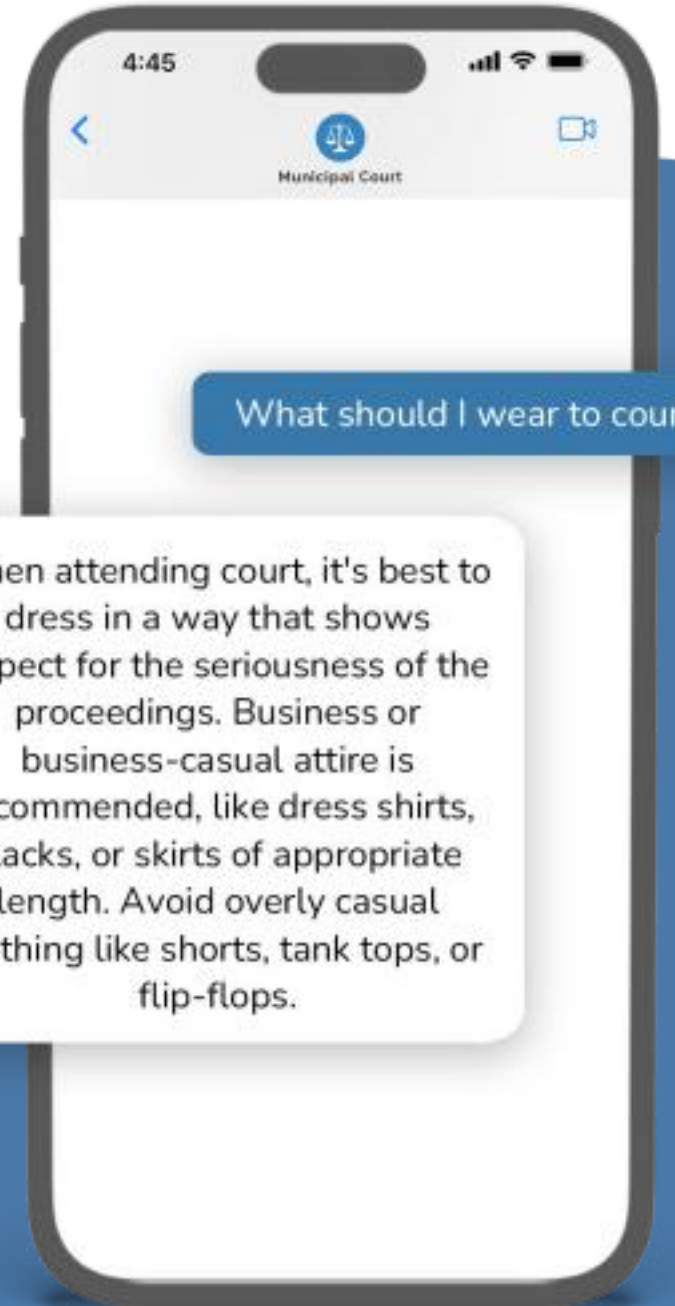 4:45
Municipal Court
What should I wear to cour
en attending court, it's best to
dress in a way that shows
pect for the seriousness of the
proceedings. Business or
business-casual attire is
commended, like dress shirts,
acks, or skirts of appropriate
length. Avoid overly casual
thing like shorts, tank tops, or
flip-flops.